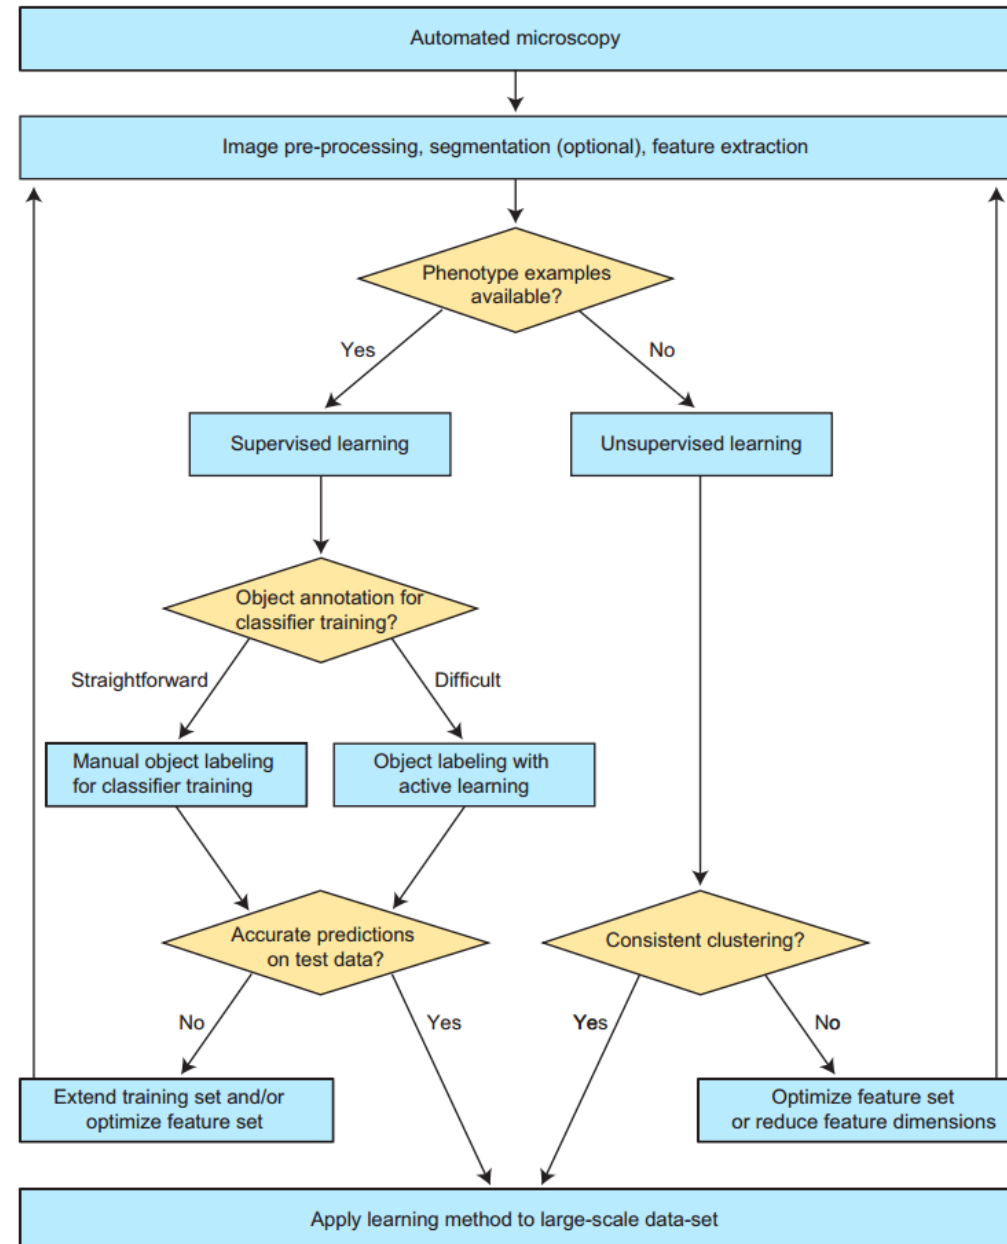 Automated microscopy
Image pre-processing, segmentation (optional), feature extraction
Phenotype examples
available?
Yes
No
Supervised learning
Unsupervised learning
Object annotation for
classifier training?
Straightforward
Difficult
Manual object labeling
for classifier training
Object labeling with
active learning
Accurate predictions
on test data?
Consistent clustering?
No
Yes
Yes
No
Extend training set and/or
optimize feature set
Optimize feature set
or reduce feature dimensions
Apply learning method to large-scale data-set